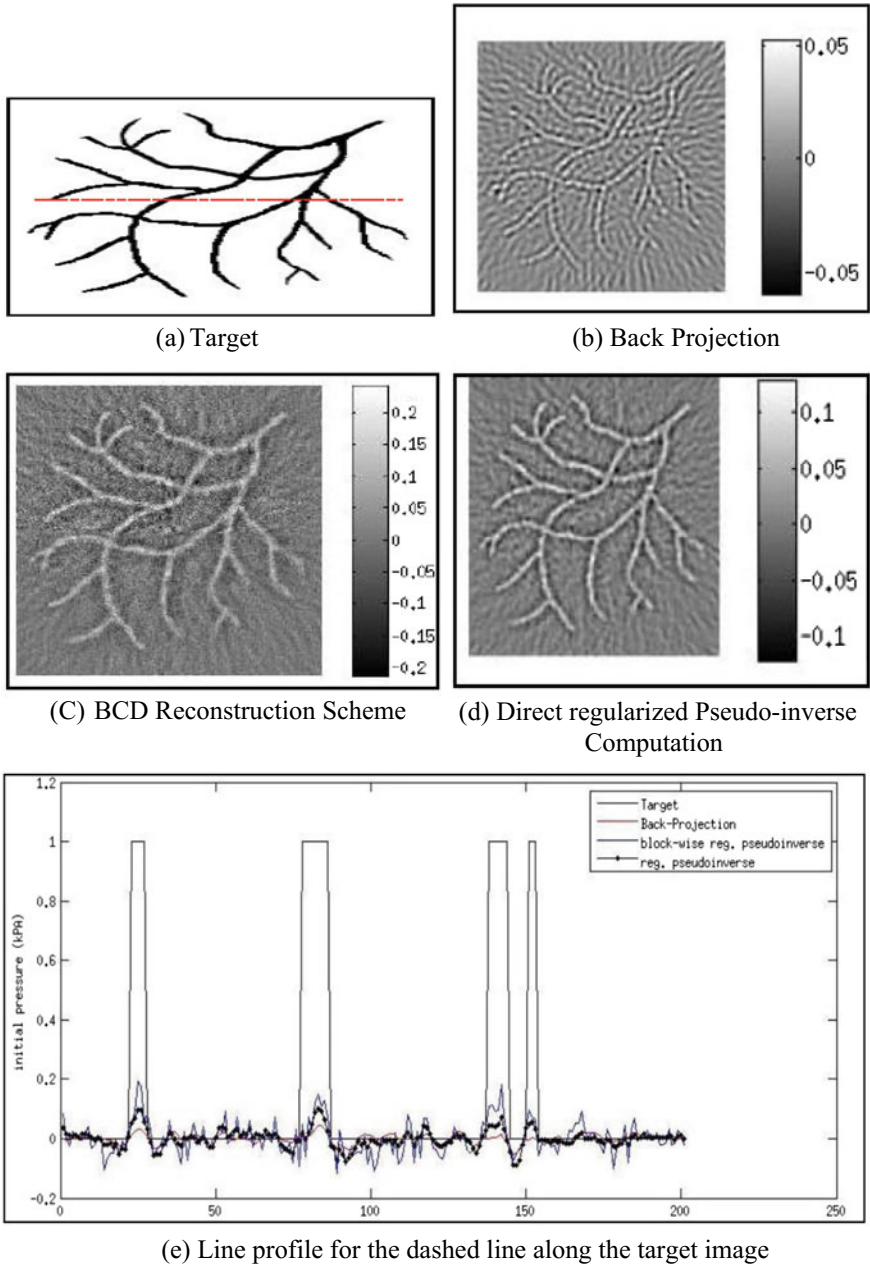 0.05
0
-0.05
(a) Target
(b) Back Projection
0.2
0.15
0.1
0.05
0
-0.05
-0.1
-0.15
-0.2
0.1
0.05
0
-0.05
-0.1
(C) BCD Reconstruction Scheme
(d) Direct regularized Pseudo-inverse
Computation
1.2
1
0.8
0.6
0.4
0.2
0
-0.2
initial pressure (kPA)
Target
Back-Projection
block-wise reg. pseudoinverse
reg. pseudoinverse
0
50
100
150
200
250
(e) Line profile for the dashed line along the target image